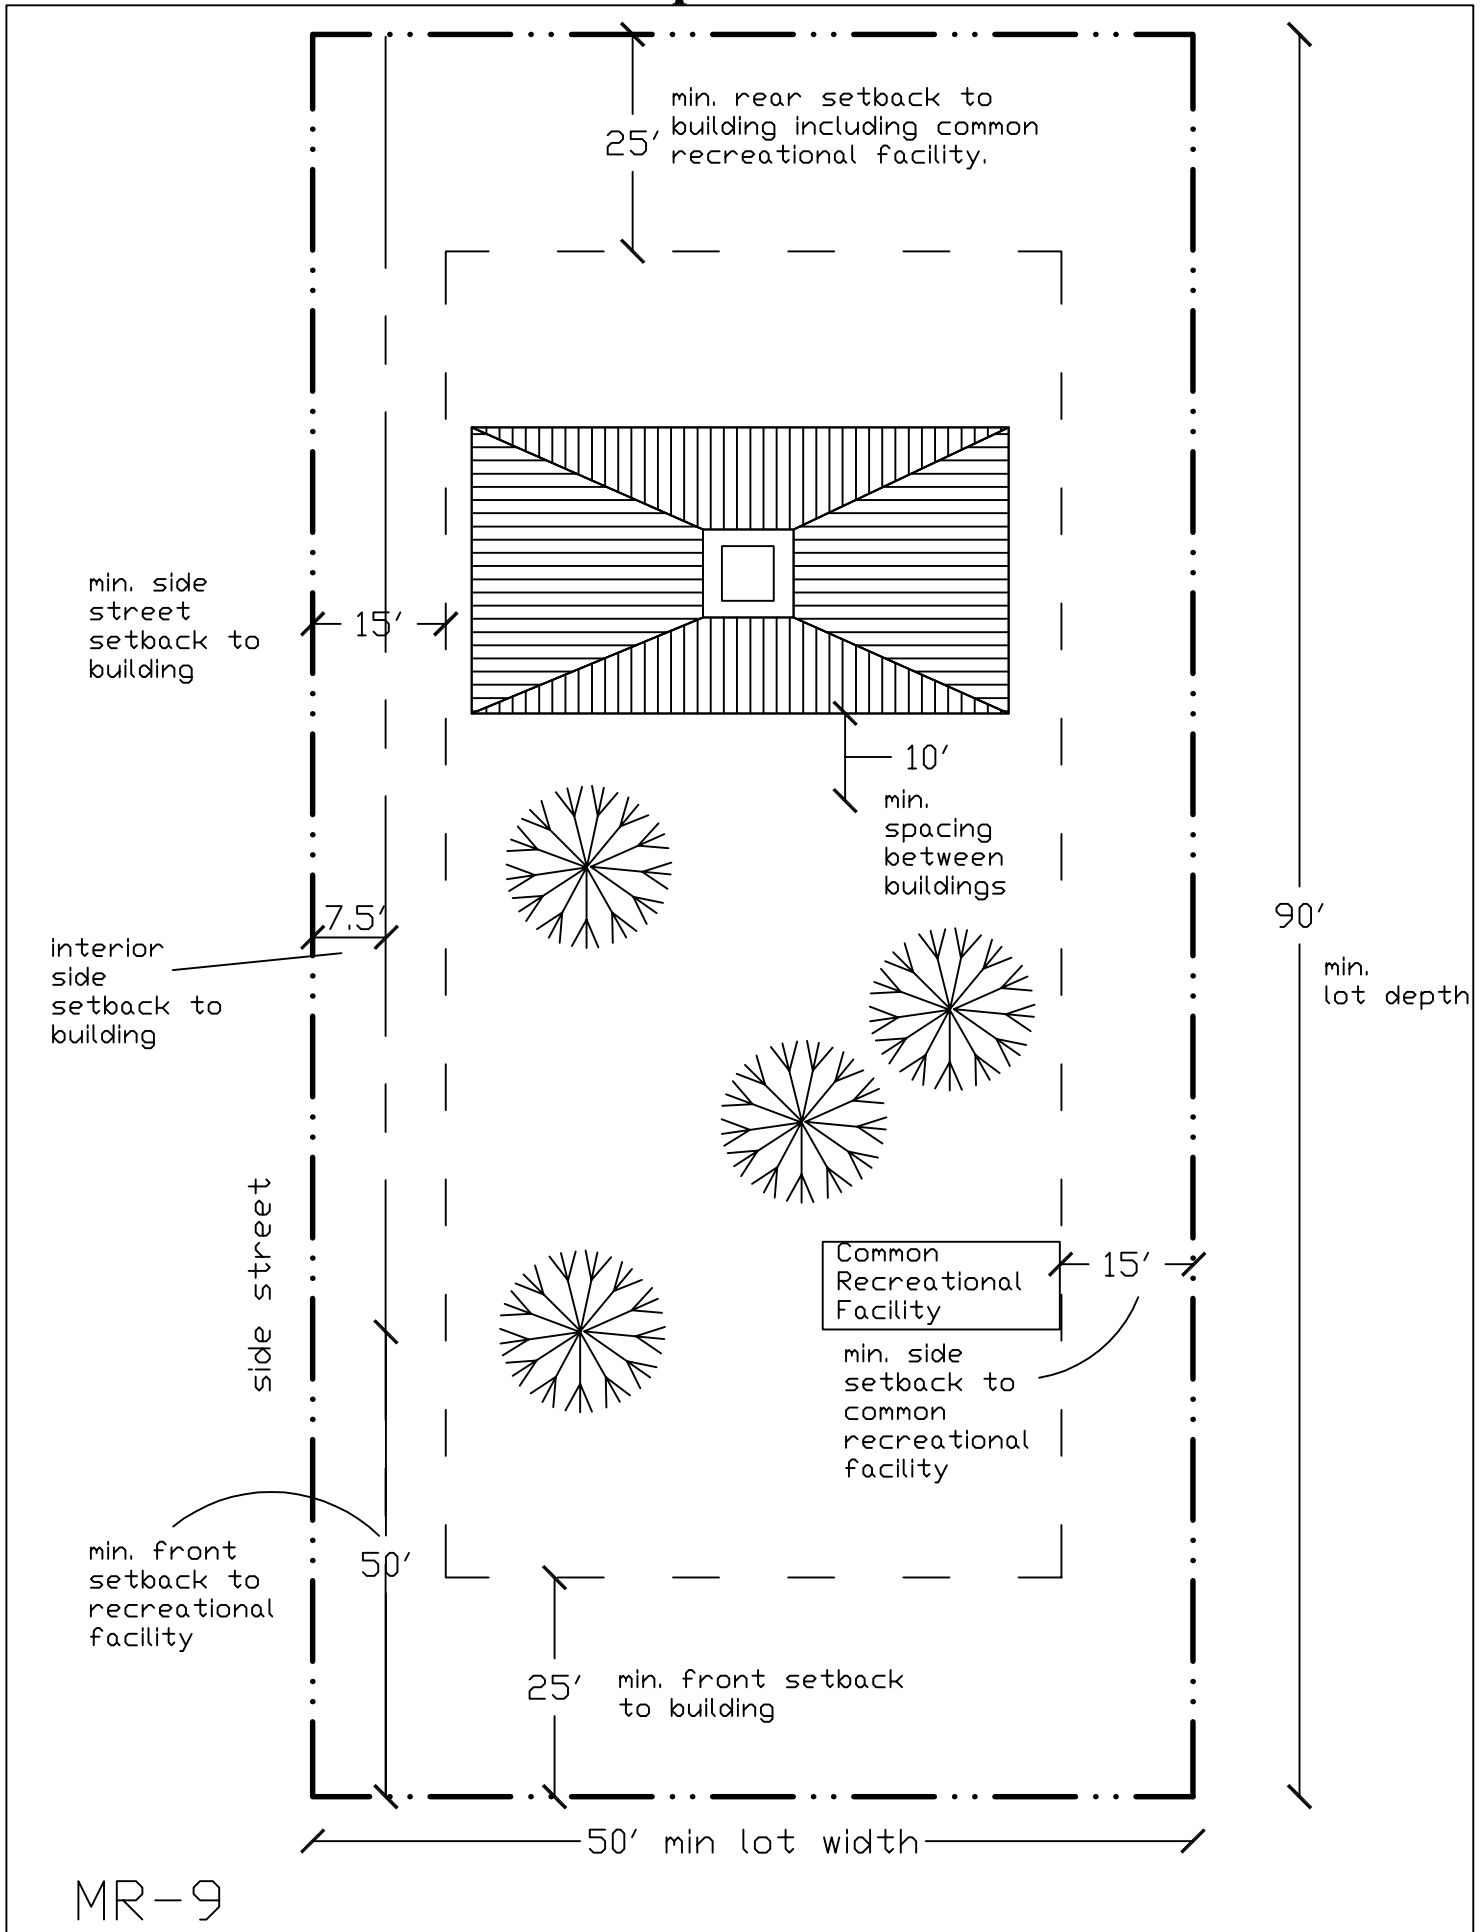 min. rear setback to
25' building including common
recreational facility.
min. side
street
setback to
building
15'
10'
min.
spacing
between
buildings
7.5'
interior
side
setback to
building
90'
min.
lot depth
side street
Common
Recreational
Facility
15'
min. side
setback to
common
recreational
facility
min. front
setback to
recreational
facility
50'
25' min. front setback
to building
50' min lot width
MR-9